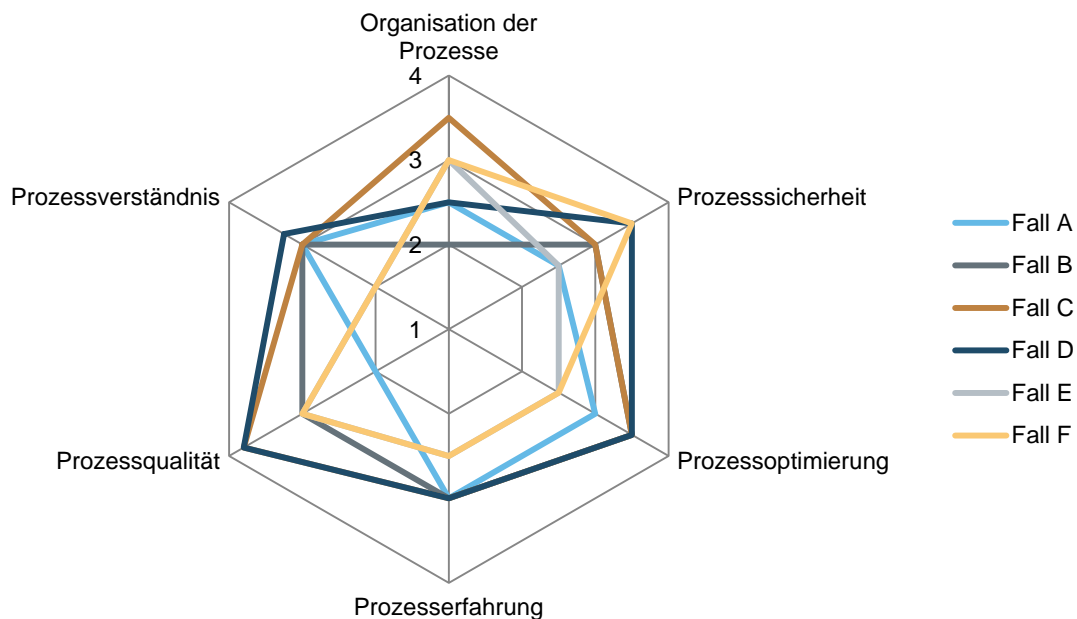 Organisation der
Prozesse
4
3
2
1
Prozesssicherheit
Prozessoptimierung
Prozesserfahrung
Prozessqualität
Prozessverständnis
Fall A
Fall B
Fall C
Fall D
Fall E
Fall F